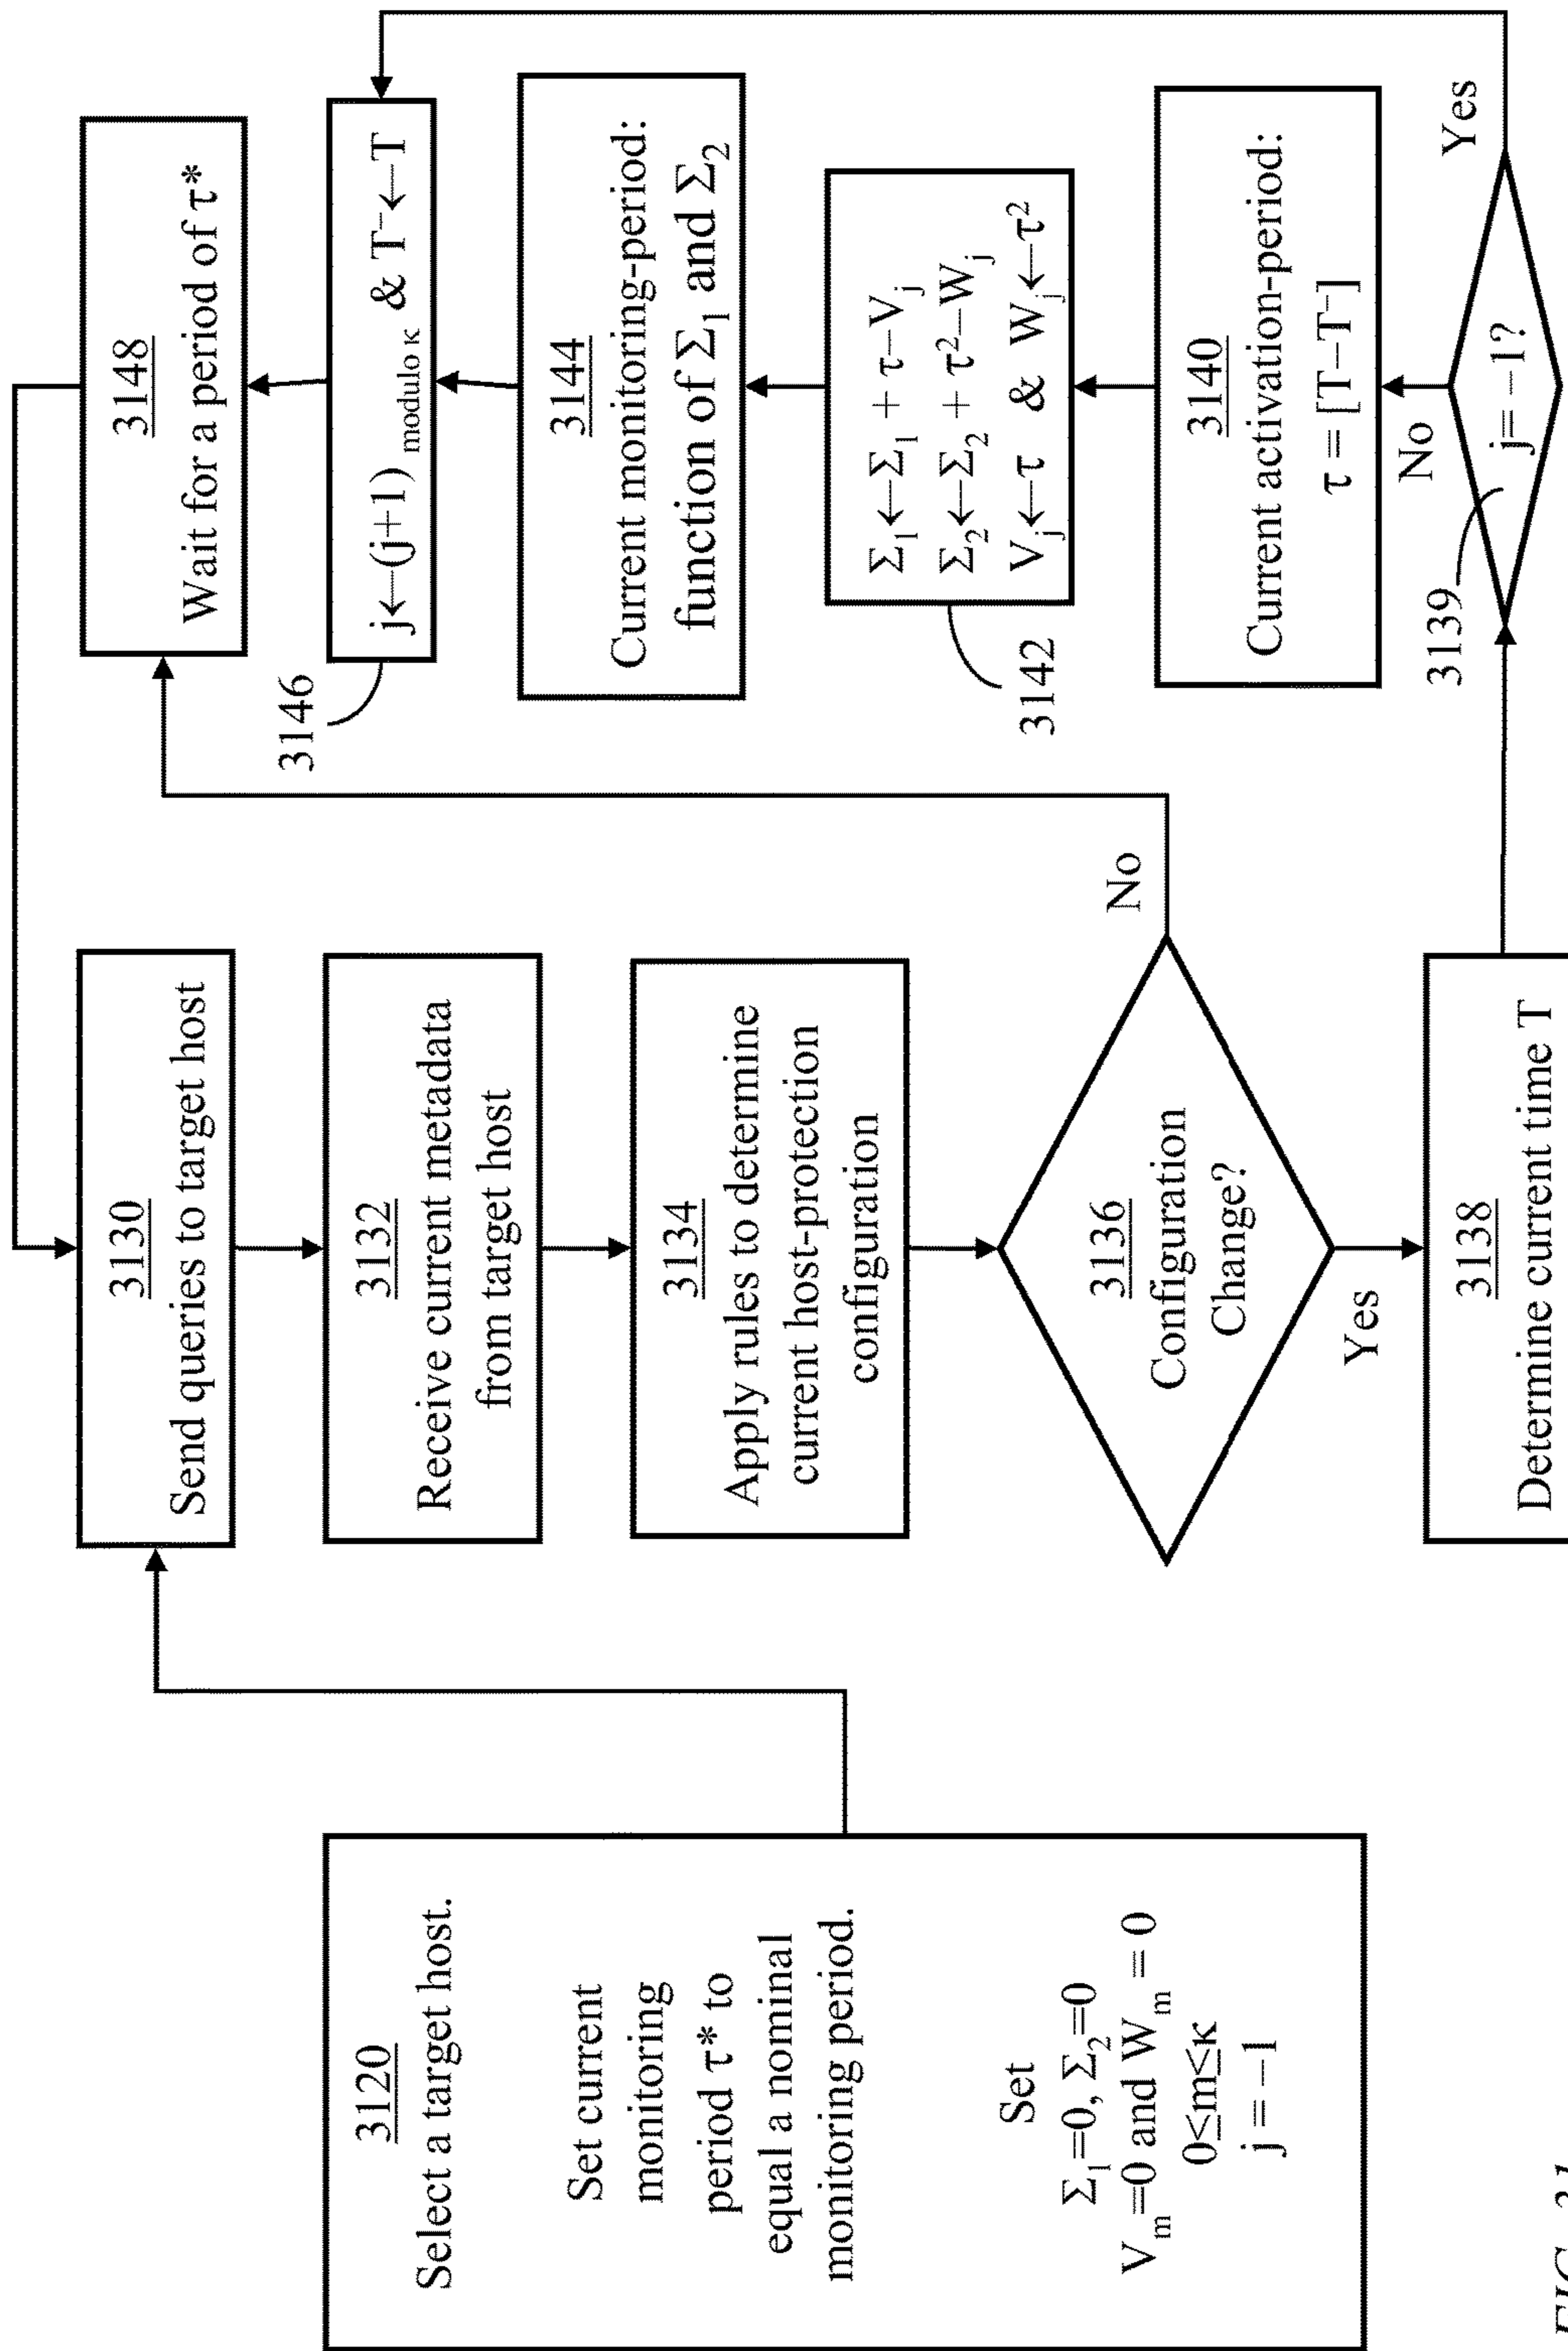 3120
Select a target host.
Set current
monitoring
period τ* to
equal a nominal
monitoring period.
Set
Σ₁=0, Σ₂=0
Vₘ=0 and Wₘ = 0
0≤m≤κ
j = −1
3130
Send queries to target host
3132
Receive current metadata
from target host
3134
Apply rules to determine
current host-protection
configuration
3136
Configuration
Change?
No
Yes
3138
Determine current time T
3139
j= −1?
Yes
No
3140
Current activation-period:
τ = [T−T⁻]
3142
Σ₁←Σ₁ + τ−Vⱼ
Σ₂←Σ₂ + τ²−Wⱼ
Vⱼ←τ & Wⱼ←τ²
3144
Current monitoring-period:
function of Σ₁ and Σ₂
3146
j←(j+1) modulo κ & T⁻←T
3148
Wait for a period of τ*
FIG. 31